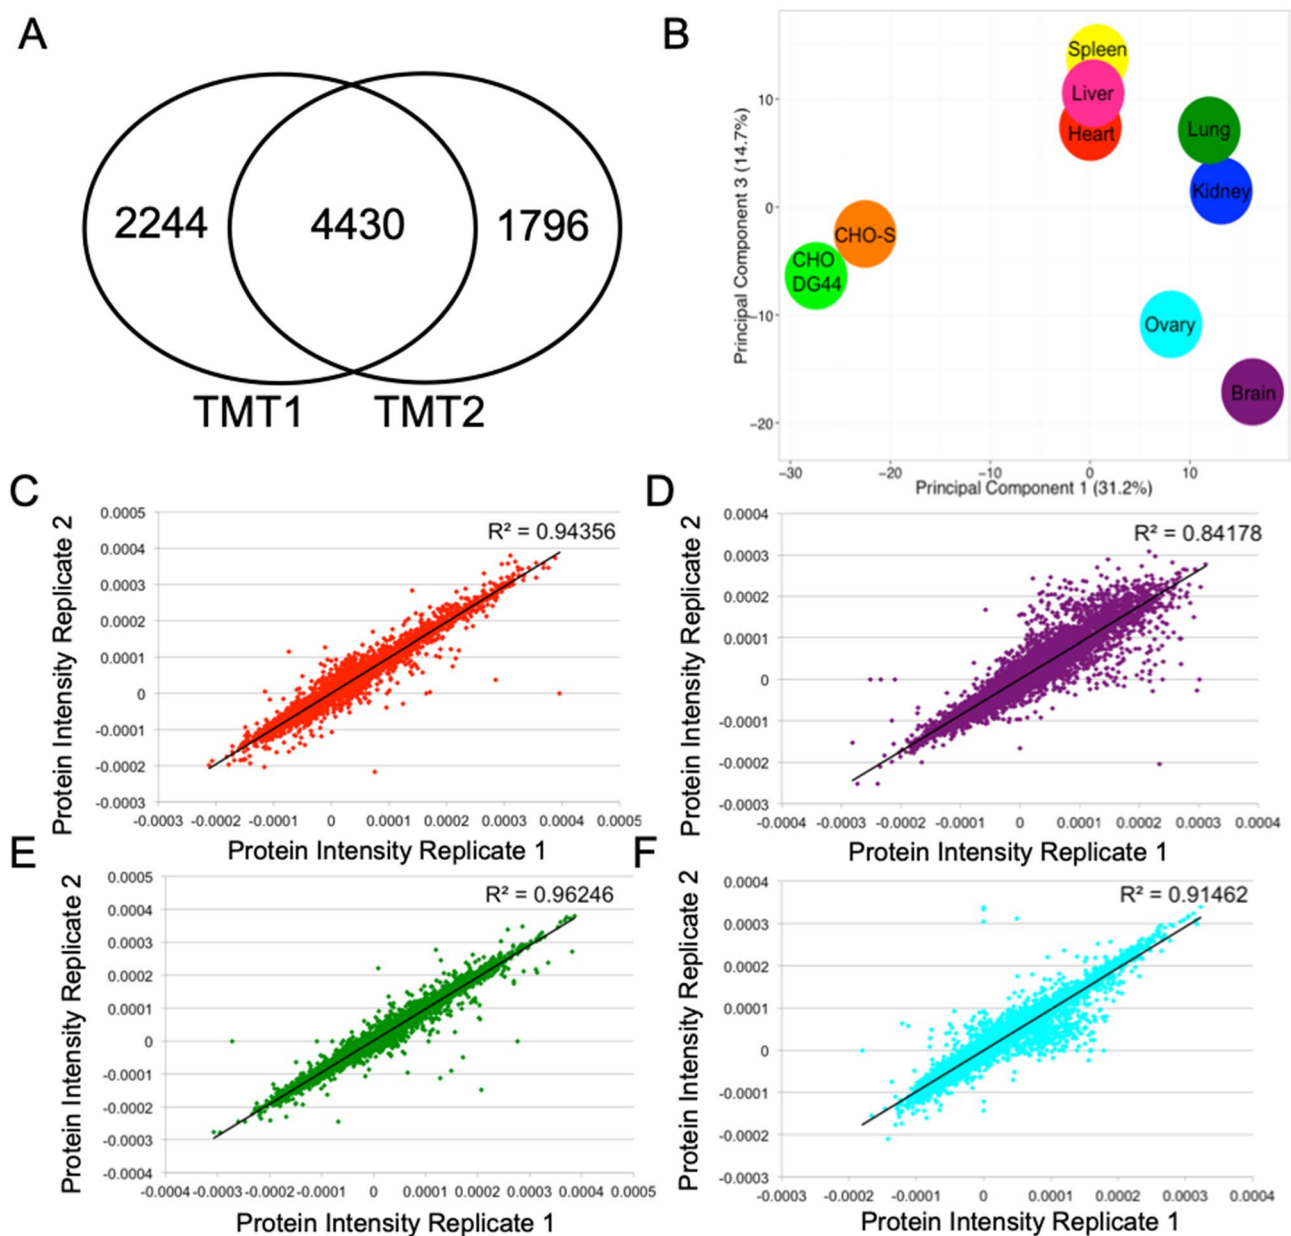 A
2244
4430
1796
TMT1
TMT2
B
Principal Component 3 (14.7%)
10
0
−10
−20
Spleen
Liver
Heart
Lung
Kidney
CHO-S
CHO
DG44
Ovary
Brain
−30
−20
−10
0
10
Principal Component 1 (31.2%)
C
Protein Intensity Replicate 2
0.0005
0.0004
0.0003
0.0002
0.0001
0
-0.0001
-0.0002
-0.0003
R² = 0.94356
-0.0003 -0.0002 -0.0001 0 0.0001 0.0002 0.0003 0.0004 0.0005
Protein Intensity Replicate 1
D
Protein Intensity Replicate 2
0.0004
0.0003
0.0002
0.0001
0
-0.0001
-0.0002
-0.0003
R² = 0.84178
-0.0004 -0.0003 -0.0002 -0.0001 0 0.0001 0.0002 0.0003 0.0004
Protein Intensity Replicate 1
E
Protein Intensity Replicate 2
0.0005
0.0004
0.0003
0.0002
0.0001
0
-0.0001
-0.0002
-0.0003
-0.0004
R² = 0.96246
-0.0004 -0.0003 -0.0002 -0.0001 0 0.0001 0.0002 0.0003 0.0004 0.0005
Protein Intensity Replicate 1
F
Protein Intensity Replicate 2
0.0004
0.0003
0.0002
0.0001
0
-0.0001
-0.0002
-0.0003
R² = 0.91462
-0.0003 -0.0002 -0.0001 0 0.0001 0.0002 0.0003 0.0004
Protein Intensity Replicate 1